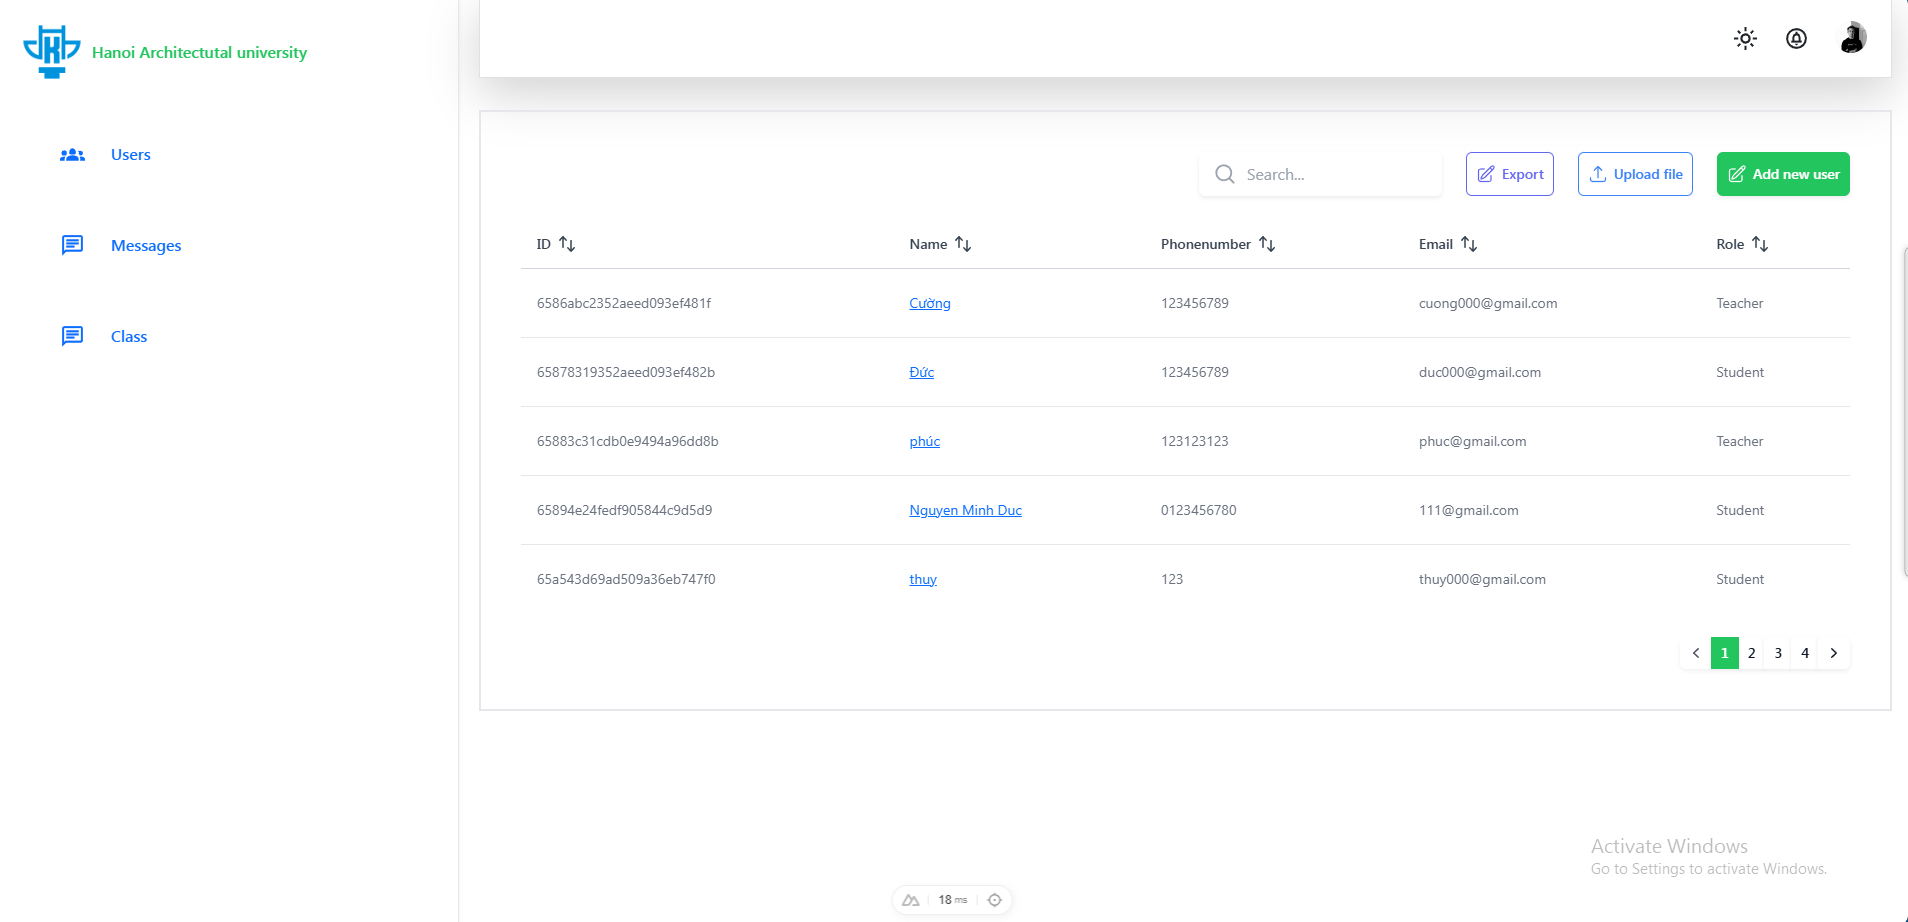 Hanoi Architectutal university
Users
Messages
Class
Search...
Export
Upload file
Add new user
ID Name Phonenumber Email Role
6586abc2352aeed093ef481f Cường 123456789 cuong000@gmail.com Teacher
65878319352aeed093ef482b Đức 123456789 duc000@gmail.com Student
65883c31cdb0e9494a96dd8b phúc 123123123 phuc@gmail.com Teacher
65894e24fedf905844c9d5d9 Nguyen Minh Duc 0123456780 111@gmail.com Student
65a543d69ad509a36eb747f0 thuy 123 thuy000@gmail.com Student
1 2 3 4
Activate Windows
Go to Settings to activate Windows.
18 ms